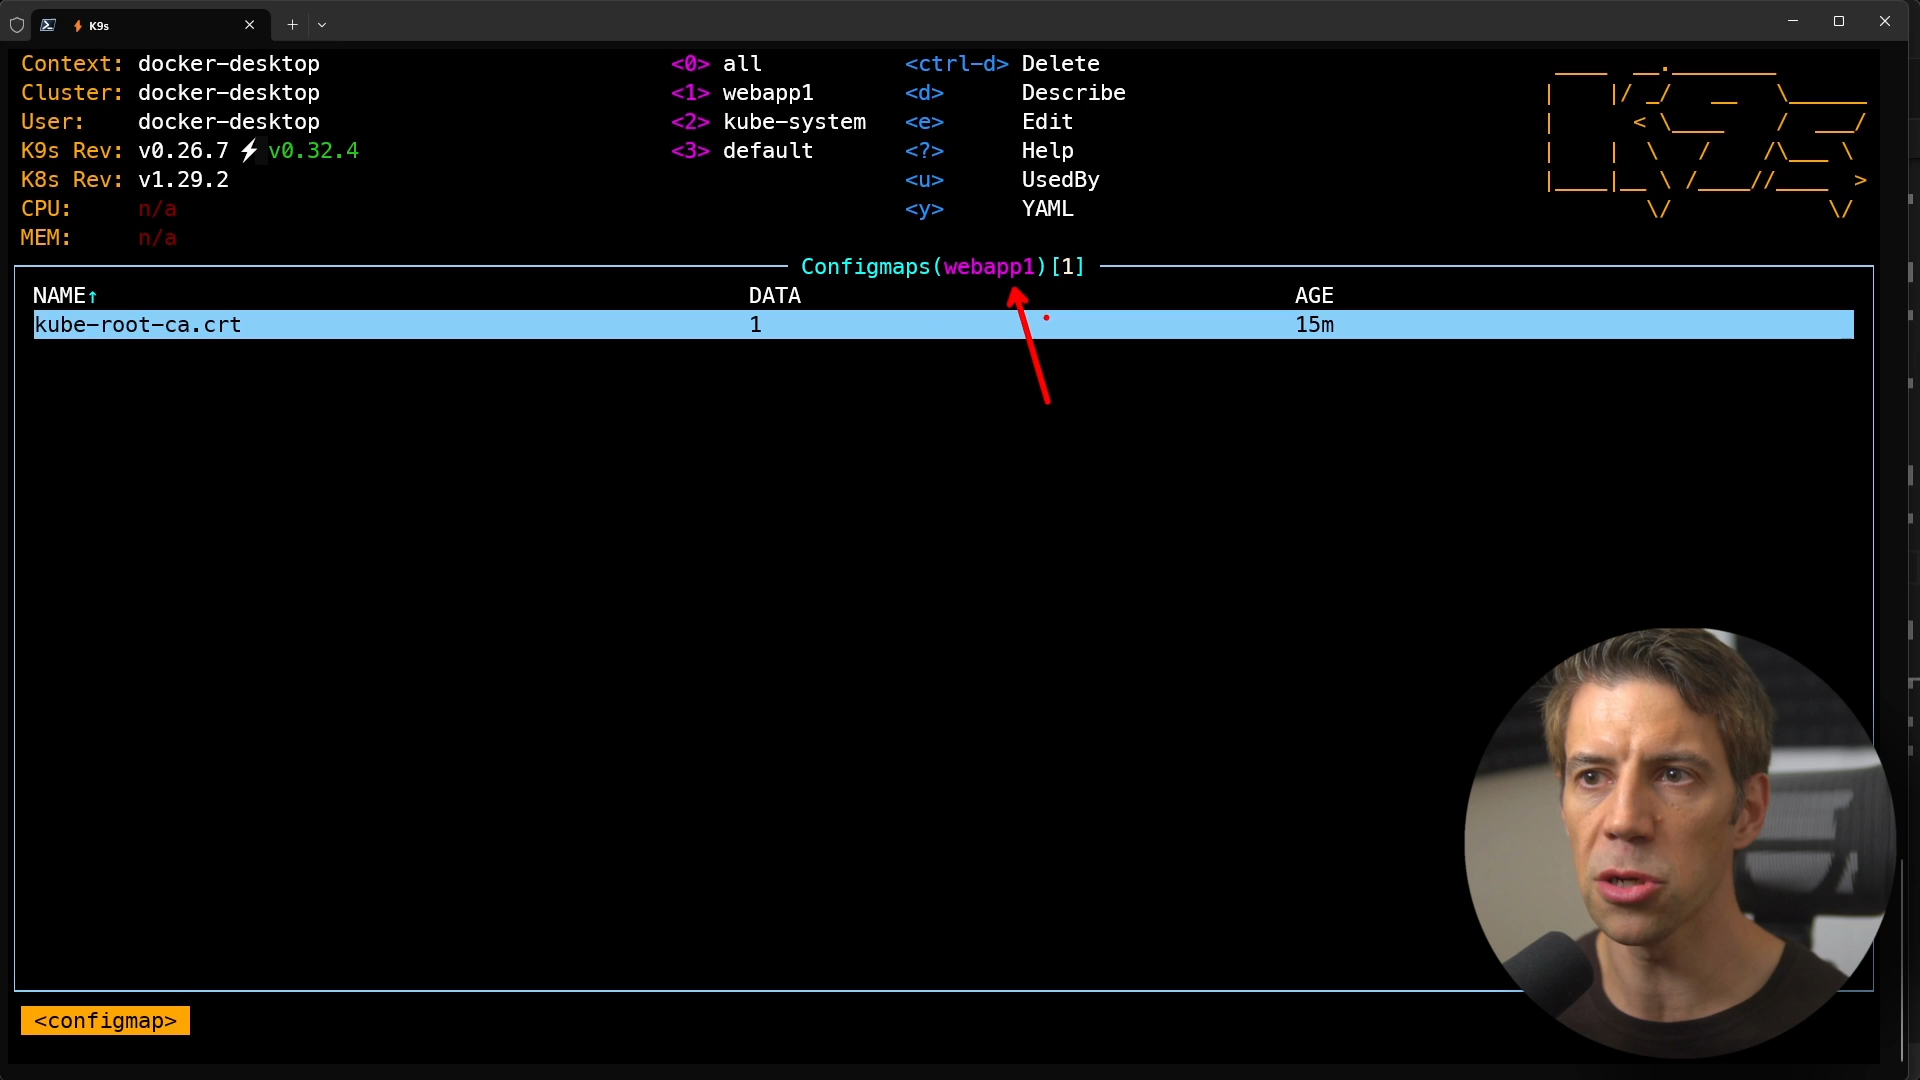 K9s
Context: docker-desktop <0> all <ctrl-d> Delete
Cluster: docker-desktop <1> webapp1 <d> Describe
User: docker-desktop <2> kube-system <e> Edit
K9s Rev: v0.26.7 ⚡v0.32.4 <3> default <?> Help
K8s Rev: v1.29.2 <u> UsedBy
CPU: n/a <y> YAML
MEM: n/a
Configmaps(webapp1)[1]
NAME↑ DATA AGE
kube-root-ca.crt 1 15m
<configmap>